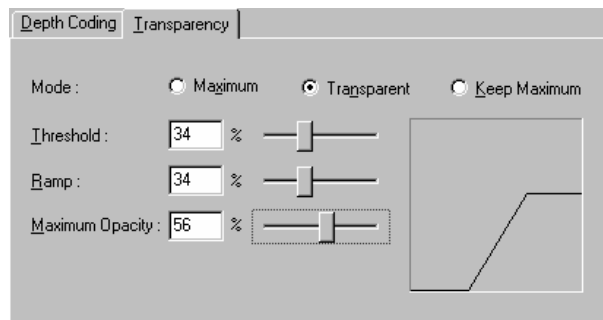 Depth Coding Transparency
Mode : Maximum Transparent Keep Maximum
Threshold : 34 %
Ramp : 34 %
Maximum Opacity : 56 %